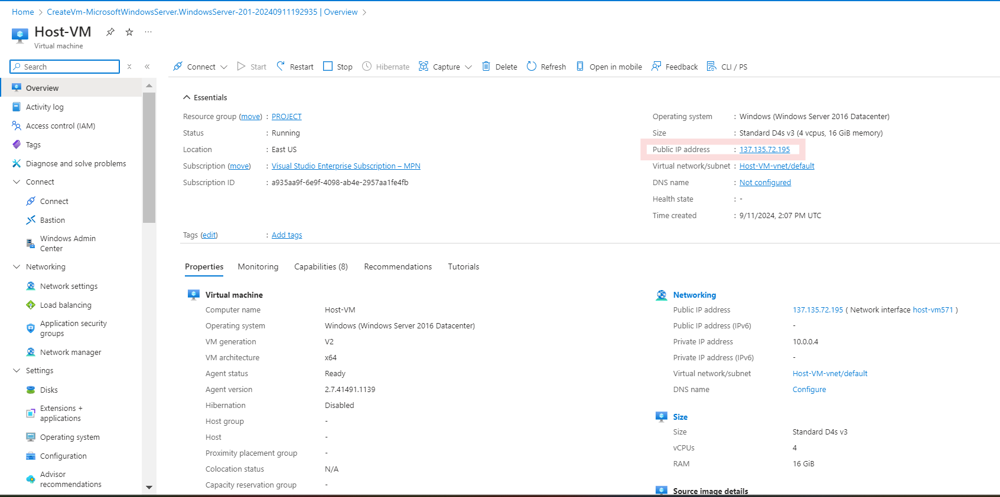 Home > CreateVm-MicrosoftWindowsServer.WindowsServer-201-20240911192935 | Overview >
Host-VM
Virtual machine
Search
Connect
Start
Restart
Stop
Hibernate
Capture
Delete
Refresh
Open in mobile
Feedback
CLI / PS
Overview
Activity log
Access control (IAM)
Tags
Diagnose and solve problems
Connect
Connect
Bastion
Windows Admin
Center
Networking
Network settings
Load balancing
Application security
groups
Network manager
Settings
Disks
Extensions +
applications
Operating system
Configuration
Advisor
recommendations
Essentials
Resource group (move) : PROJECT
Status : Running
Location : East US
Subscription (move) : Visual Studio Enterprise Subscription – MPN
Subscription ID : a935aa9f-6e9f-4098-ab4e-2957aa1fe4fb
Operating system : Windows (Windows Server 2016 Datacenter)
Size : Standard D4s v3 (4 vcpus, 16 GiB memory)
Public IP address : 137.135.72.195
Virtual network/subnet : Host-VM-vnet/default
DNS name : Not configured
Health state : -
Time created : 9/11/2024, 2:07 PM UTC
Tags (edit) : Add tags
Properties
Monitoring
Capabilities (8)
Recommendations
Tutorials
Virtual machine
Computer name Host-VM
Operating system Windows (Windows Server 2016 Datacenter)
VM generation V2
VM architecture x64
Agent status Ready
Agent version 2.7.41491.1139
Hibernation Disabled
Host group -
Host -
Proximity placement group -
Colocation status N/A
Capacity reservation group -
Networking
Public IP address 137.135.72.195 ( Network interface host-vm571 )
Public IP address (IPv6) -
Private IP address 10.0.0.4
Private IP address (IPv6) -
Virtual network/subnet Host-VM-vnet/default
DNS name Configure
Size
Size Standard D4s v3
vCPUs 4
RAM 16 GiB
Source image details